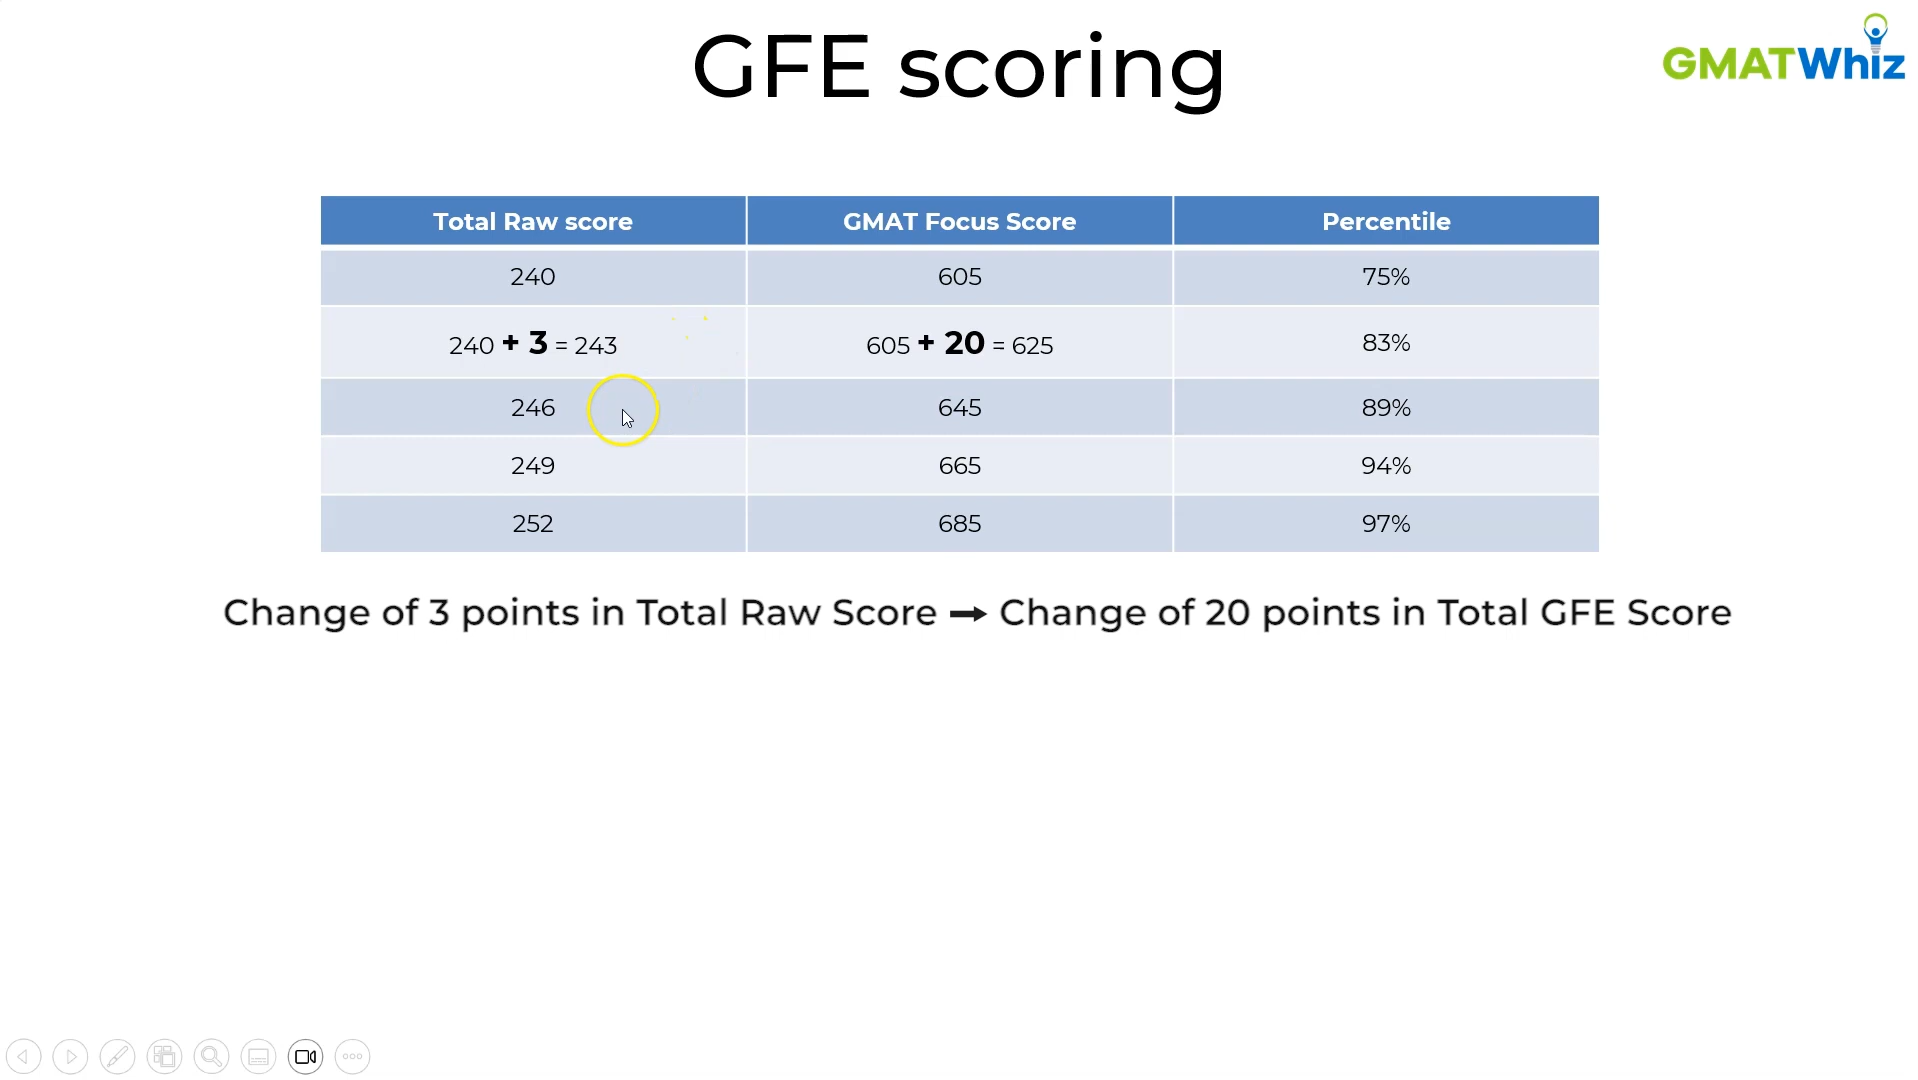 GFE scoring
GMATWhiz
Total Raw score GMAT Focus Score Percentile
240 605 75%
240 + 3 = 243 605 + 20 = 625 83%
246 645 89%
249 665 94%
252 685 97%
Change of 3 points in Total Raw Score ➞ Change of 20 points in Total GFE Score